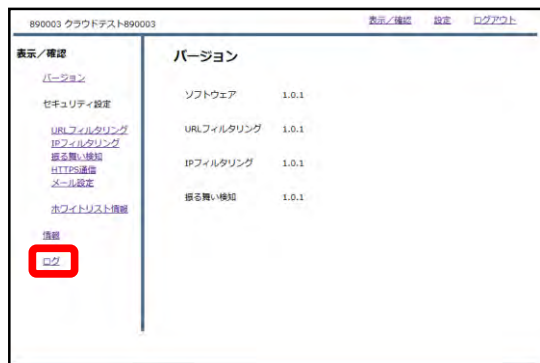 890003 クラウドテスト890003
表示／確認 設定 ログアウト
表示／確認
バージョン
セキュリティ設定
URLフィルタリング
IPフィルタリング
振る舞い検知
HTTPS通信
メール設定
ホワイトリスト情報
情報
ログ
バージョン
ソフトウェア 1.0.1
URLフィルタリング 1.0.1
IPフィルタリング 1.0.1
振る舞い検知 1.0.1